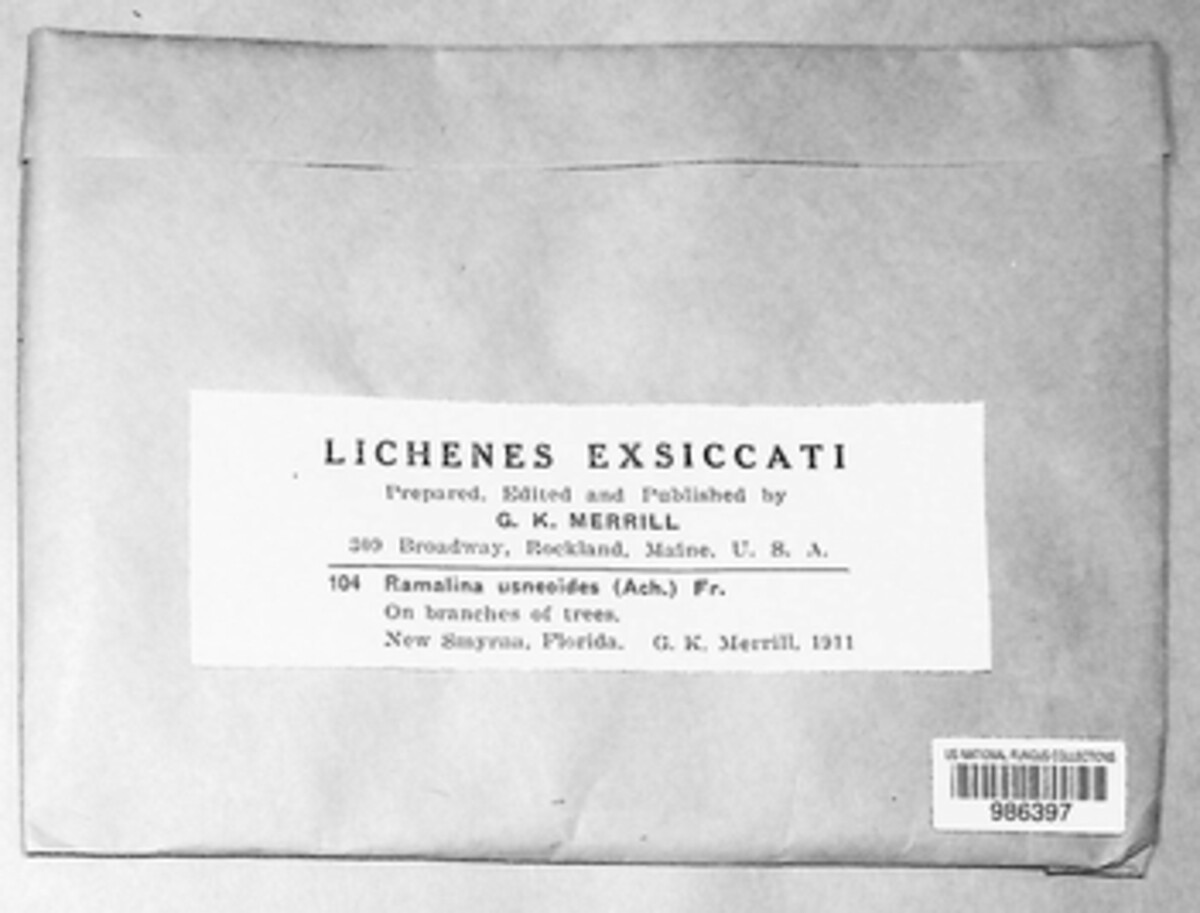 LICHENES EXSICCATI
Prepared, Edited and Published by
G. K. MERRILL
309 Broadway, Rockland, Maine, U. S. A.
104 Ramalina usneoides (Ach.) Fr.
On branches of trees.
New Smyrna, Florida. G. K. Merrill, 1911
US NATIONAL FUNGUS COLLECTIONS
986397